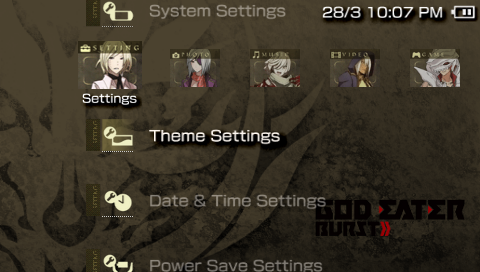 System Settings
28/3 10:07 PM
SETTING
PHOTO
MUSIC
VIDEO
GAME
Settings
Theme Settings
Date & Time Settings
GOD EATER
BURST
Power Save Settings